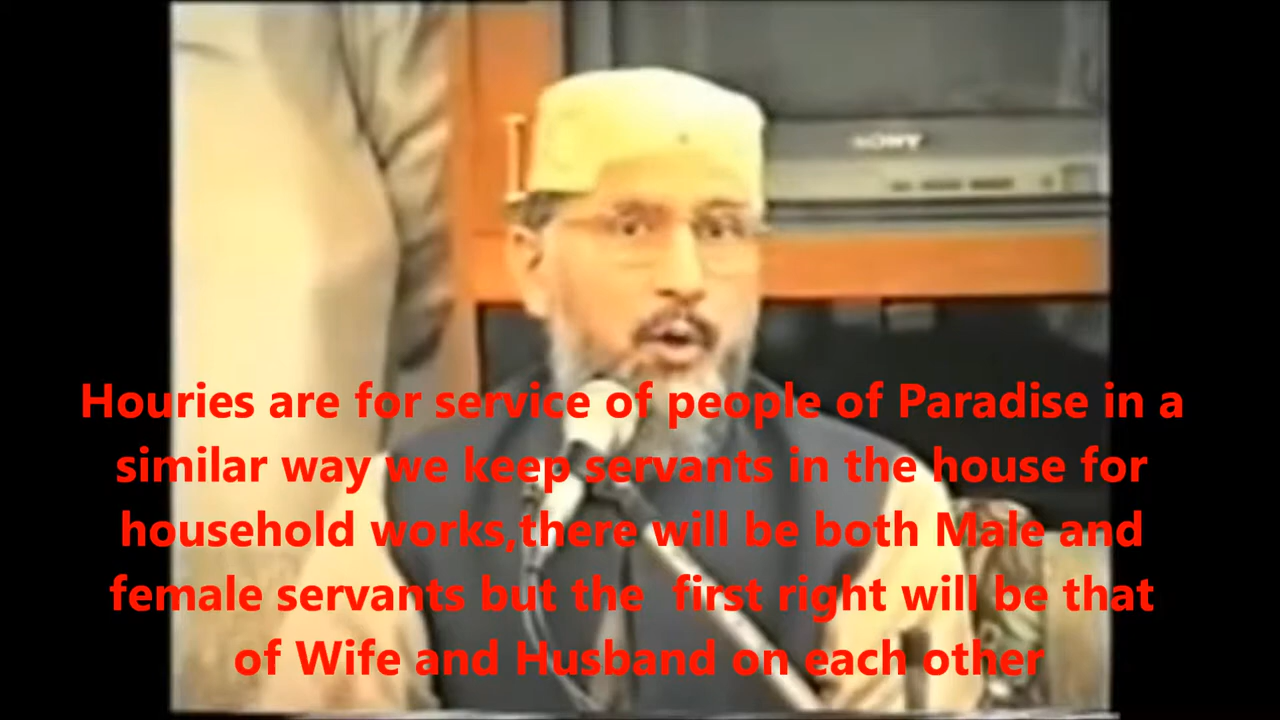 SONY
Houries are for service of people of Paradise in a
similar way we keep servants in the house for
household works,there will be both Male and
female servants but the first right will be that
of Wife and Husband on each other